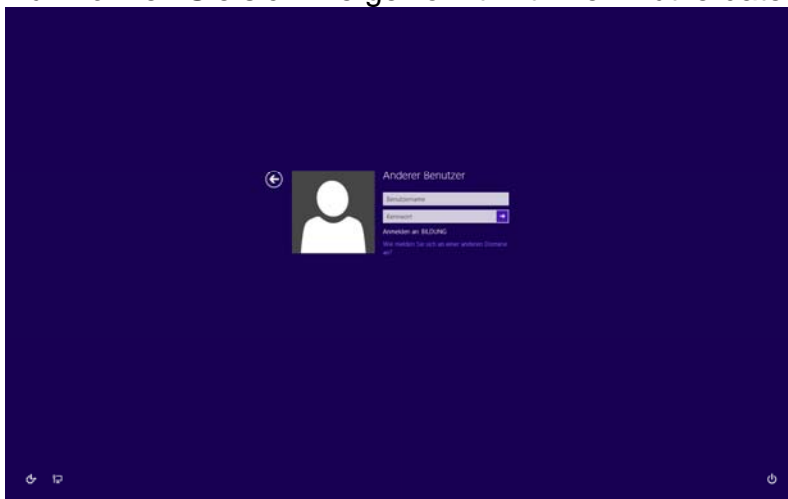 Anderer Benutzer
Benutzername
Kennwort
Anmelden an: BILDUNG
Wie melden Sie sich an einer anderen Domäne
an?